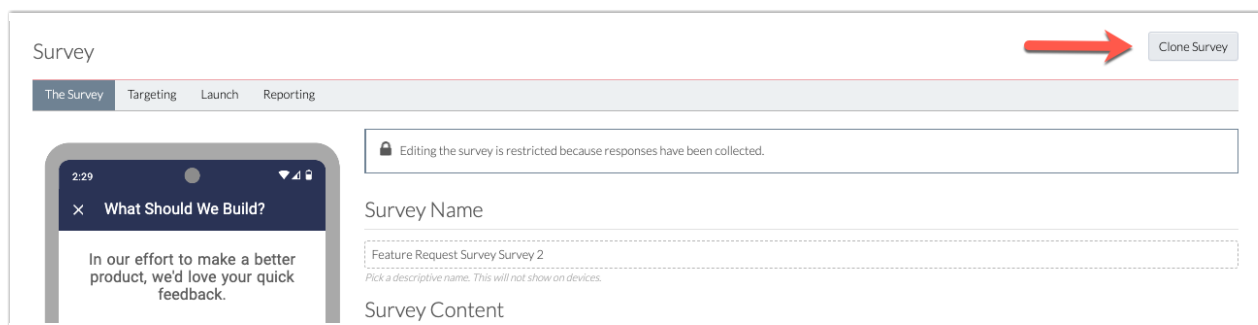 Survey
Clone Survey
The Survey Targeting Launch Reporting
Editing the survey is restricted because responses have been collected.
2:29
× What Should We Build?
In our effort to make a better
product, we'd love your quick
feedback.
Survey Name
Feature Request Survey Survey 2
Pick a descriptive name. This will not show on devices.
Survey Content